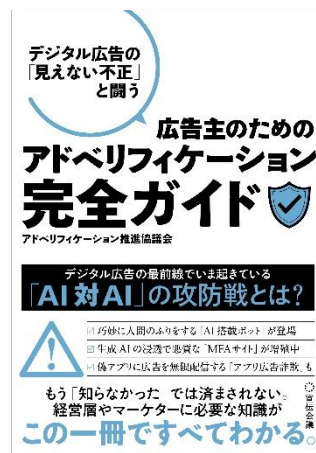 デジタル広告の
「見えない不正」
と闘う
広告主のための
アドベリフィケーション
完全ガイド
アドベリフィケーション推進協議会
デジタル広告の最前線でいま起きている
「AI対AI」の攻防戦とは?
巧妙に人間のふりをする「AI搭載ボット」が登場
生成AIの浸透で悪質な「MFAサイト」が増殖中
偽アプリに広告を無限配信する「アプリ広告詐欺」も
もう「知らなかった では済まされない。
経営層やマーケターに必要な知識が
この一冊ですべてわかる。
宣伝会議